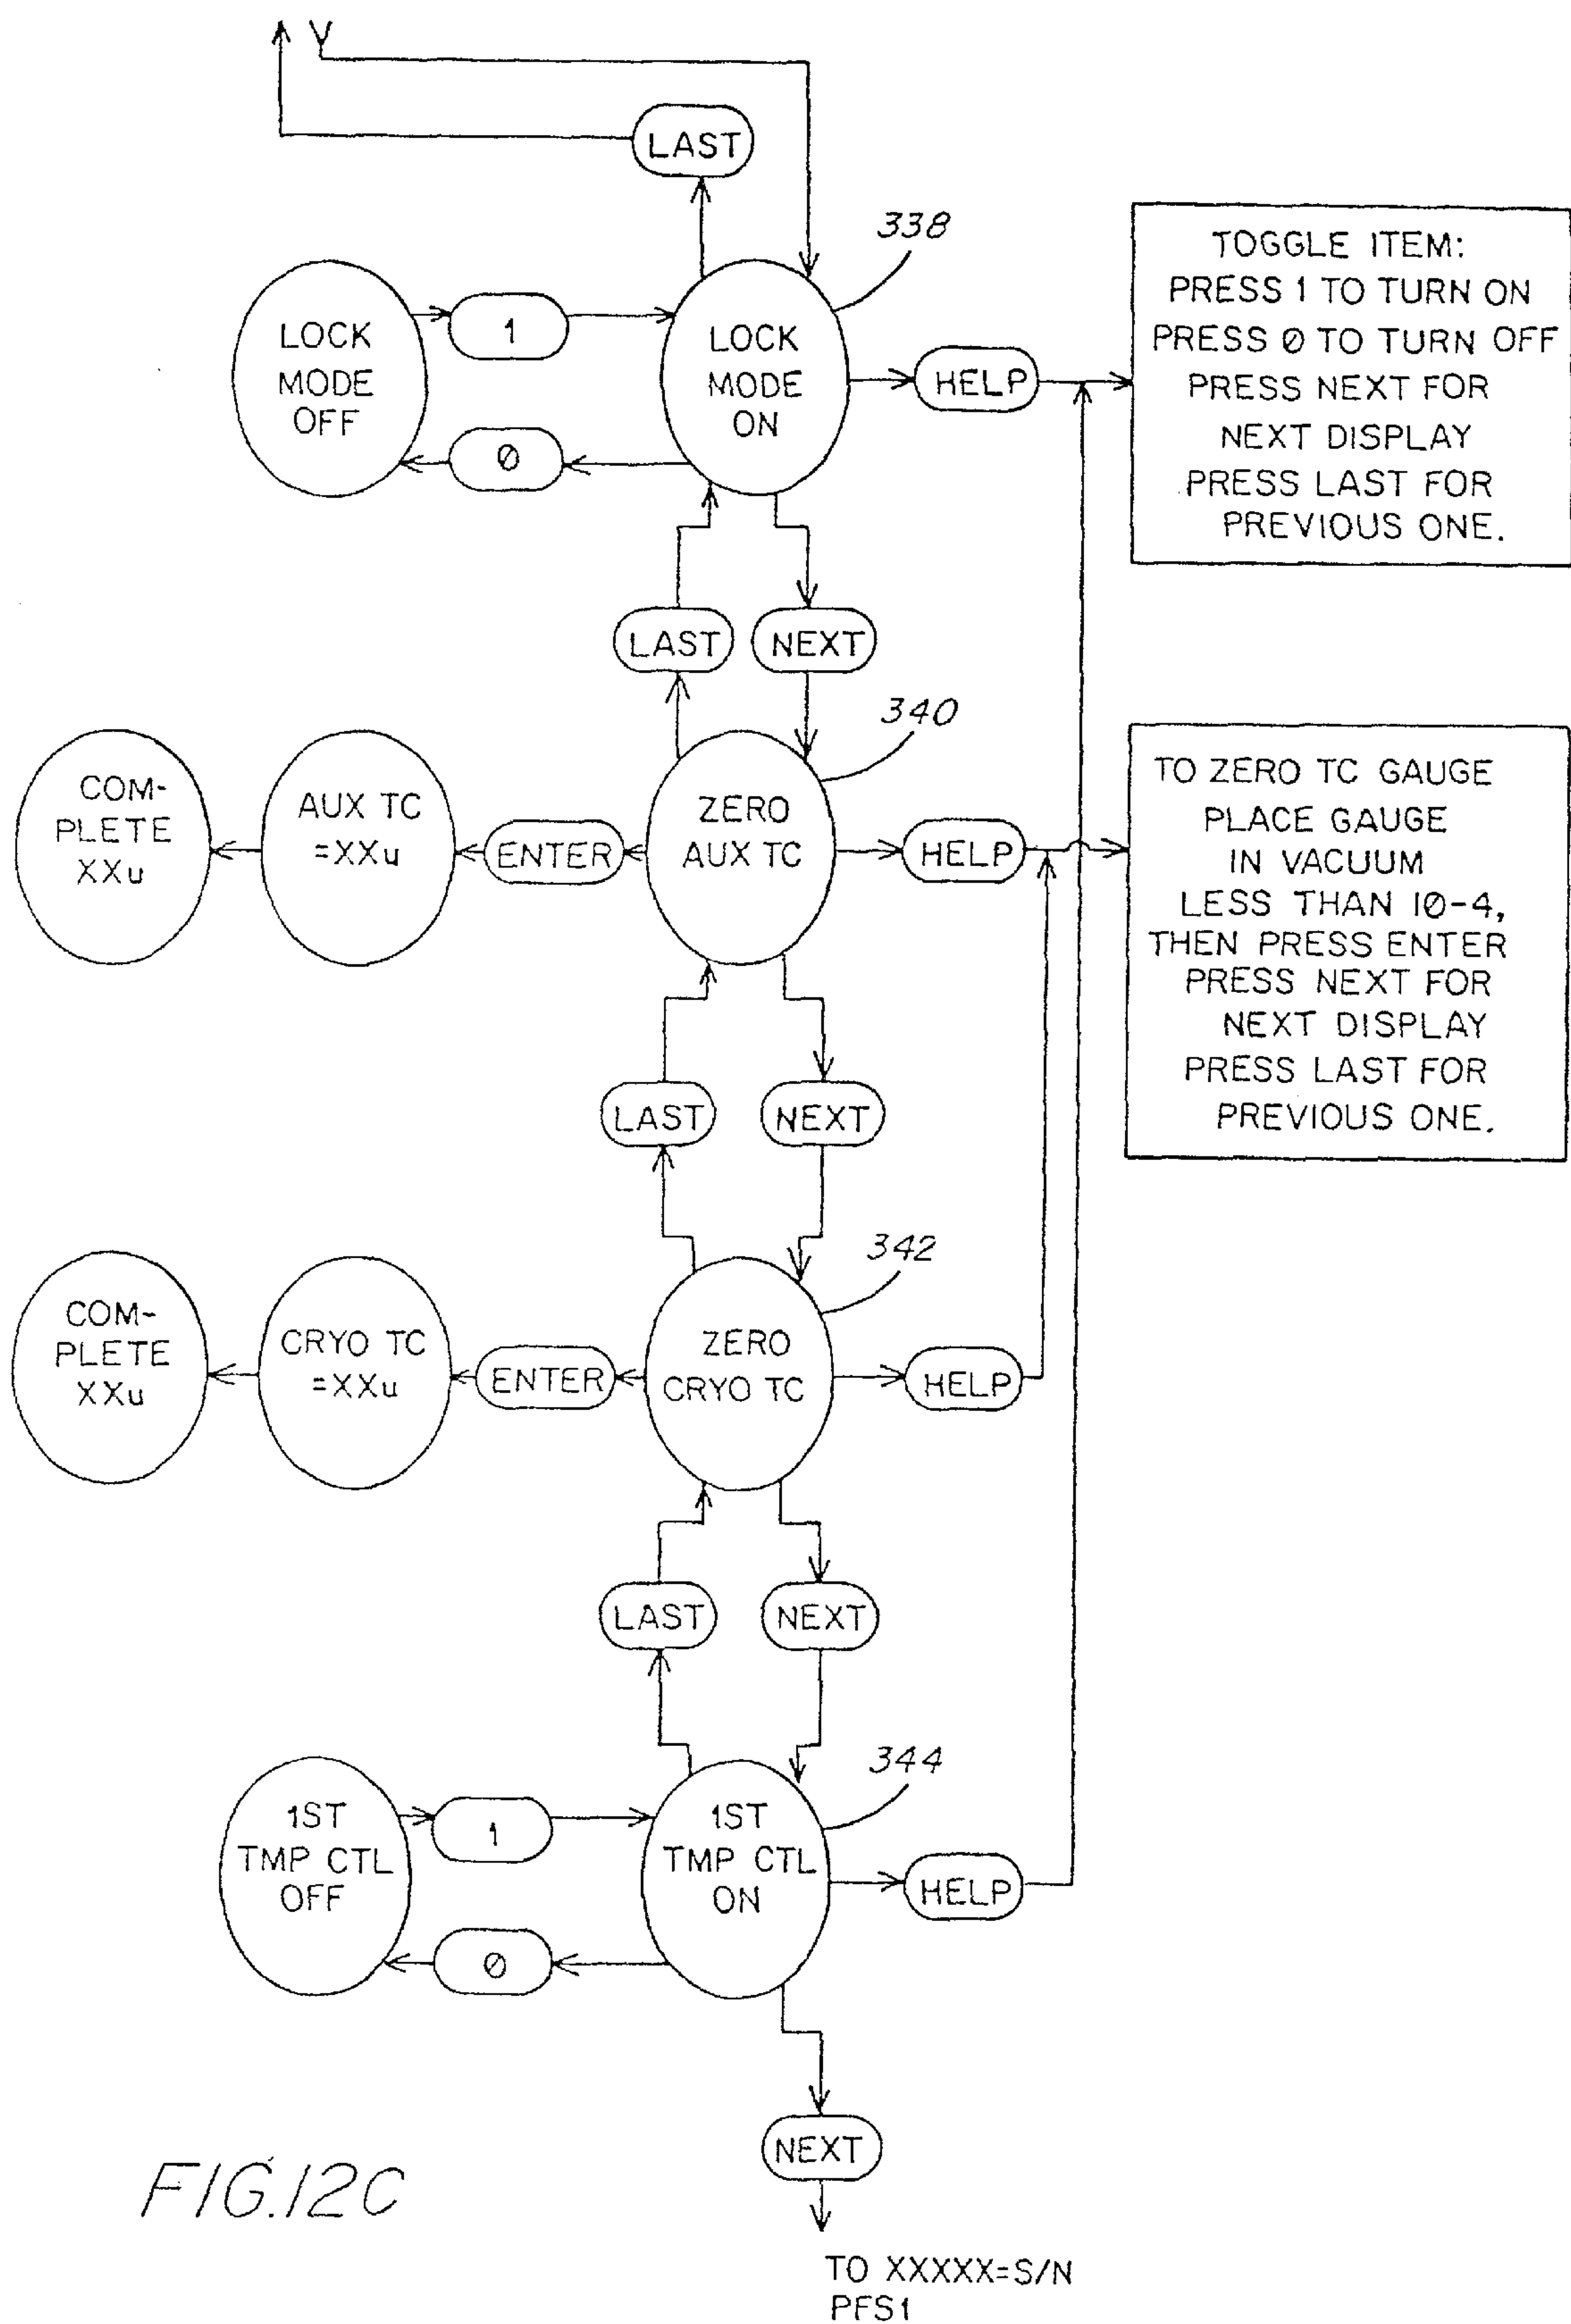 LAST
338
LOCK
MODE
OFF
1
0
LOCK
MODE
ON
HELP
TOGGLE ITEM:
PRESS 1 TO TURN ON
PRESS 0 TO TURN OFF
PRESS NEXT FOR
NEXT DISPLAY
PRESS LAST FOR
PREVIOUS ONE.
LAST
NEXT
340
COM-
PLETE
XXu
AUX TC
=XXu
ENTER
ZERO
AUX TC
HELP
TO ZERO TC GAUGE
PLACE GAUGE
IN VACUUM
LESS THAN 10-4,
THEN PRESS ENTER
PRESS NEXT FOR
NEXT DISPLAY
PRESS LAST FOR
PREVIOUS ONE.
LAST
NEXT
342
COM-
PLETE
XXu
CRYO TC
=XXu
ENTER
ZERO
CRYO TC
HELP
LAST
NEXT
344
1ST
TMP CTL
OFF
1
0
1ST
TMP CTL
ON
HELP
NEXT
FIG.12C
TO XXXXX=S/N
PFS1